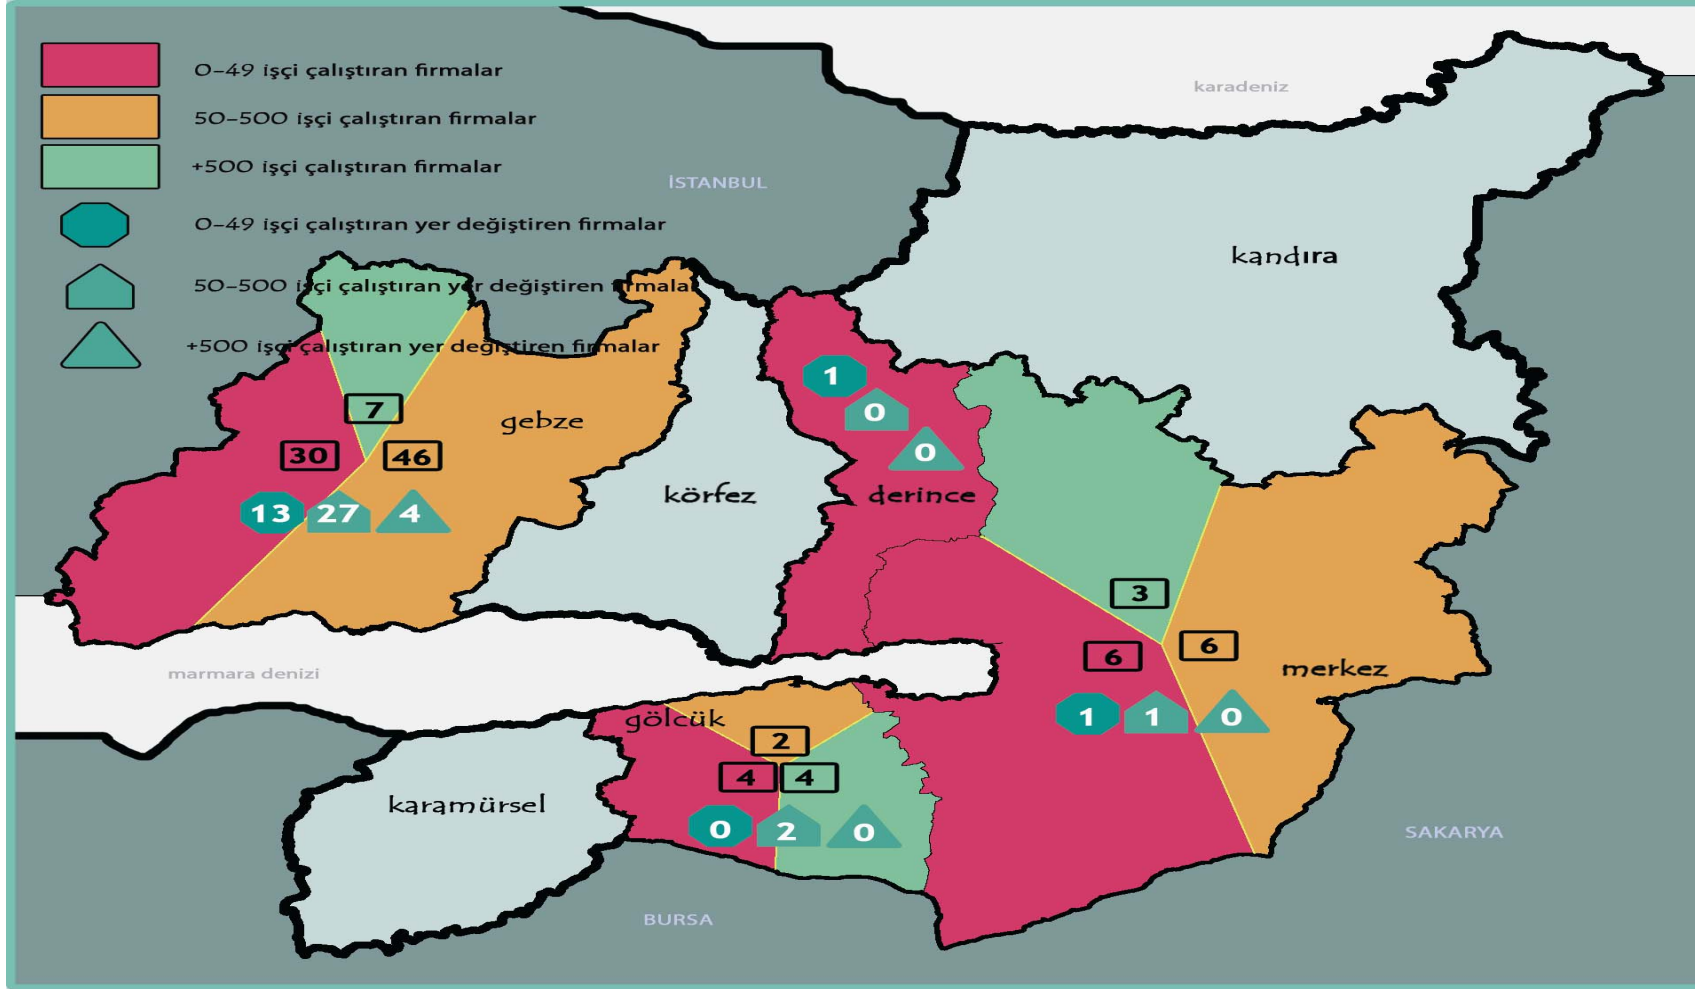 0-49 işçi çalıştıran firmalar
50-500 işçi çalıştıran firmalar
+500 işçi çalıştıran firmalar
0-49 işçi çalıştıran yer değiştiren firmalar
50-500 işçi çalıştıran yer değiştiren firmalar
+500 işçi çalıştıran yer değiştiren firmalar
karadeniz
İSTANBUL
kandıra
gebze
7
30
46
13
27
4
körfez
1
0
0
derince
3
6
6
merkez
1
1
0
marmara denizi
gölcük
2
4
4
0
2
0
karamürsel
BURSA
SAKARYA